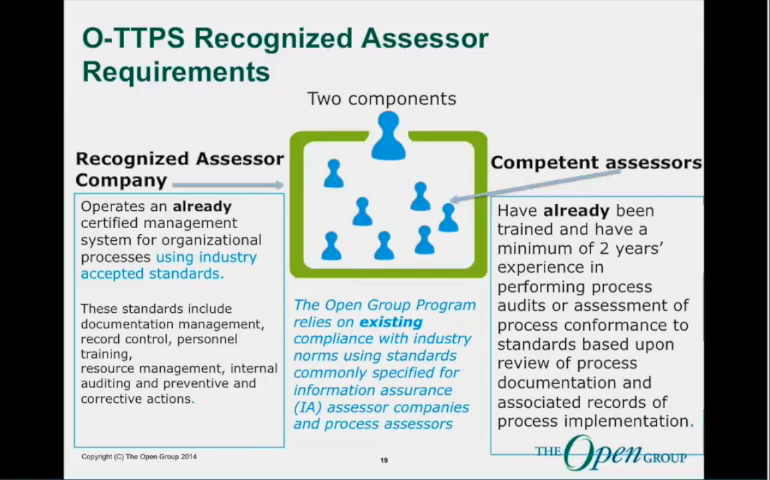 O-TTPS Recognized Assessor
Requirements
Two components
Recognized Assessor
Company
Operates an already
certified management
system for organizational
processes using industry
accepted standards.
These standards include
documentation management,
record control, personnel
training,
resource management, internal
auditing and preventive and
corrective actions.
The Open Group Program
relies on existing
compliance with industry
norms using standards
commonly specified for
information assurance
(IA) assessor companies
and process assessors
Competent assessors
Have already been
trained and have a
minimum of 2 years’
experience in
performing process
audits or assessment of
process conformance to
standards based upon
review of process
documentation and
associated records of
process implementation.
Copyright (C) The Open Group 2014
19
THE Open GROUP